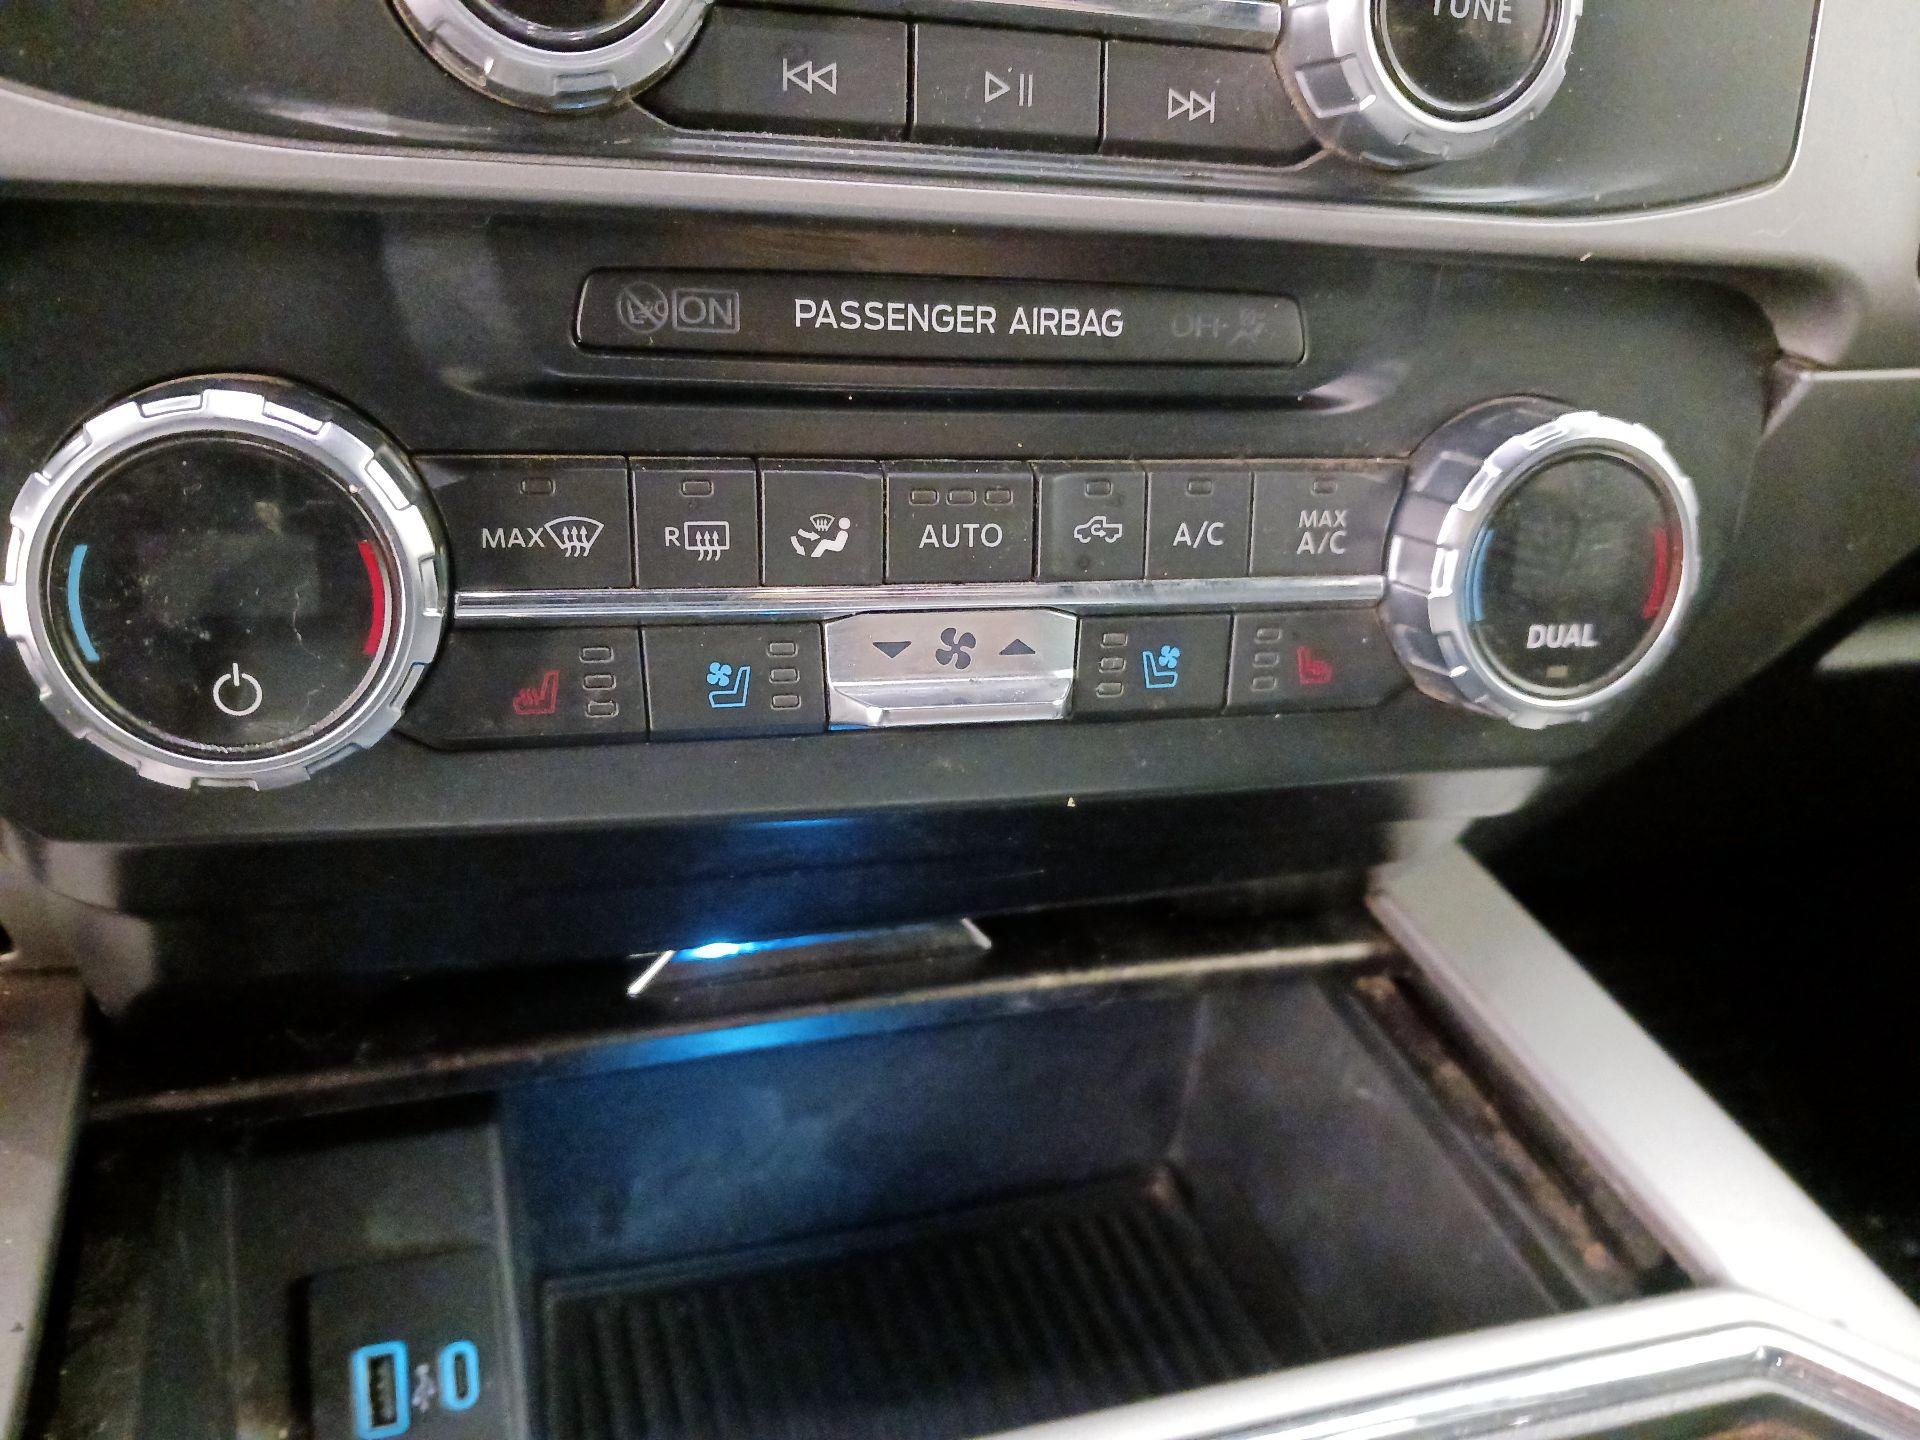 TUNE
ON PASSENGER AIRBAG OFF
MAX R AUTO A/C MAX A/C
DUAL